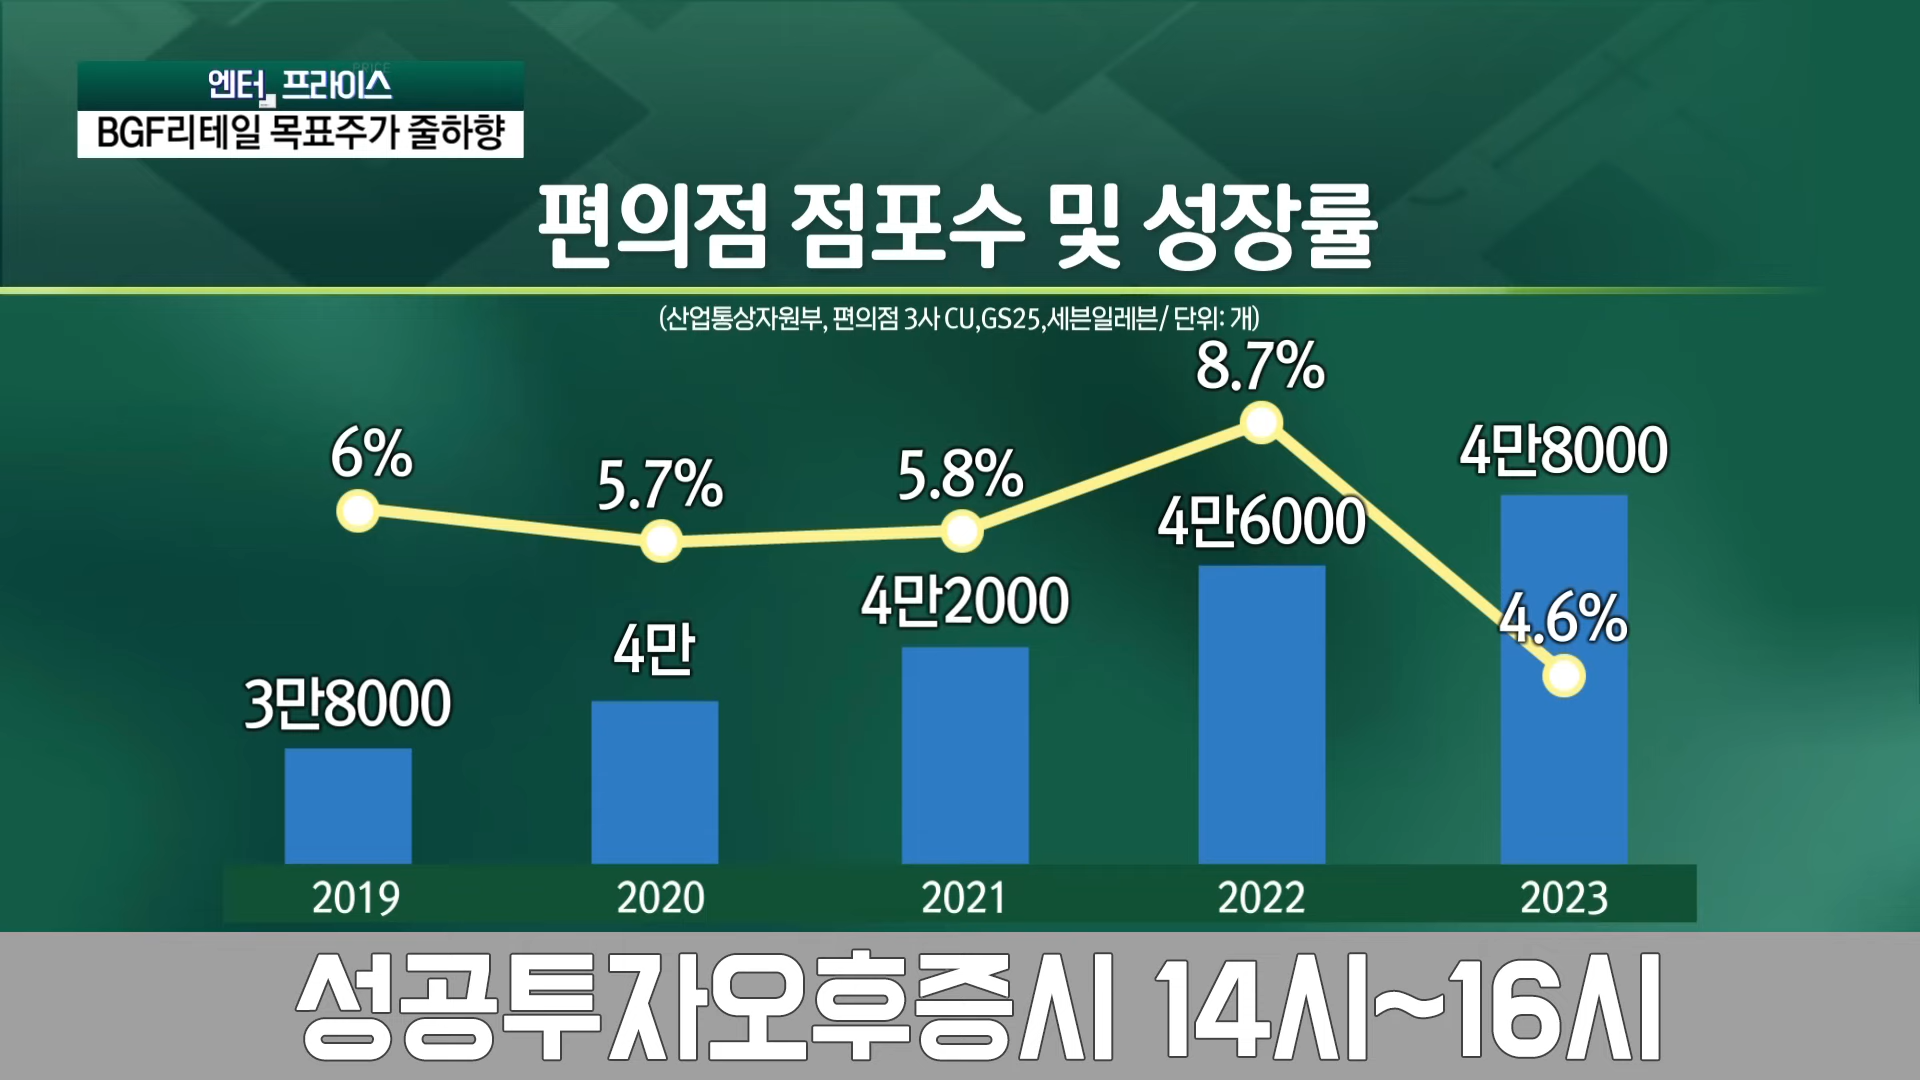 엔터프라이스
BGF리테일 목표주가 줄하향
편의점 점포수 및 성장률
(산업통상자원부, 편의점 3사 CU,GS25,세븐일레븐/ 단위: 개)
6%
5.7%
5.8%
8.7%
4.6%
3만8000
4만
4만2000
4만6000
4만8000
2019
2020
2021
2022
2023
성공투자오후증시 14시~16시